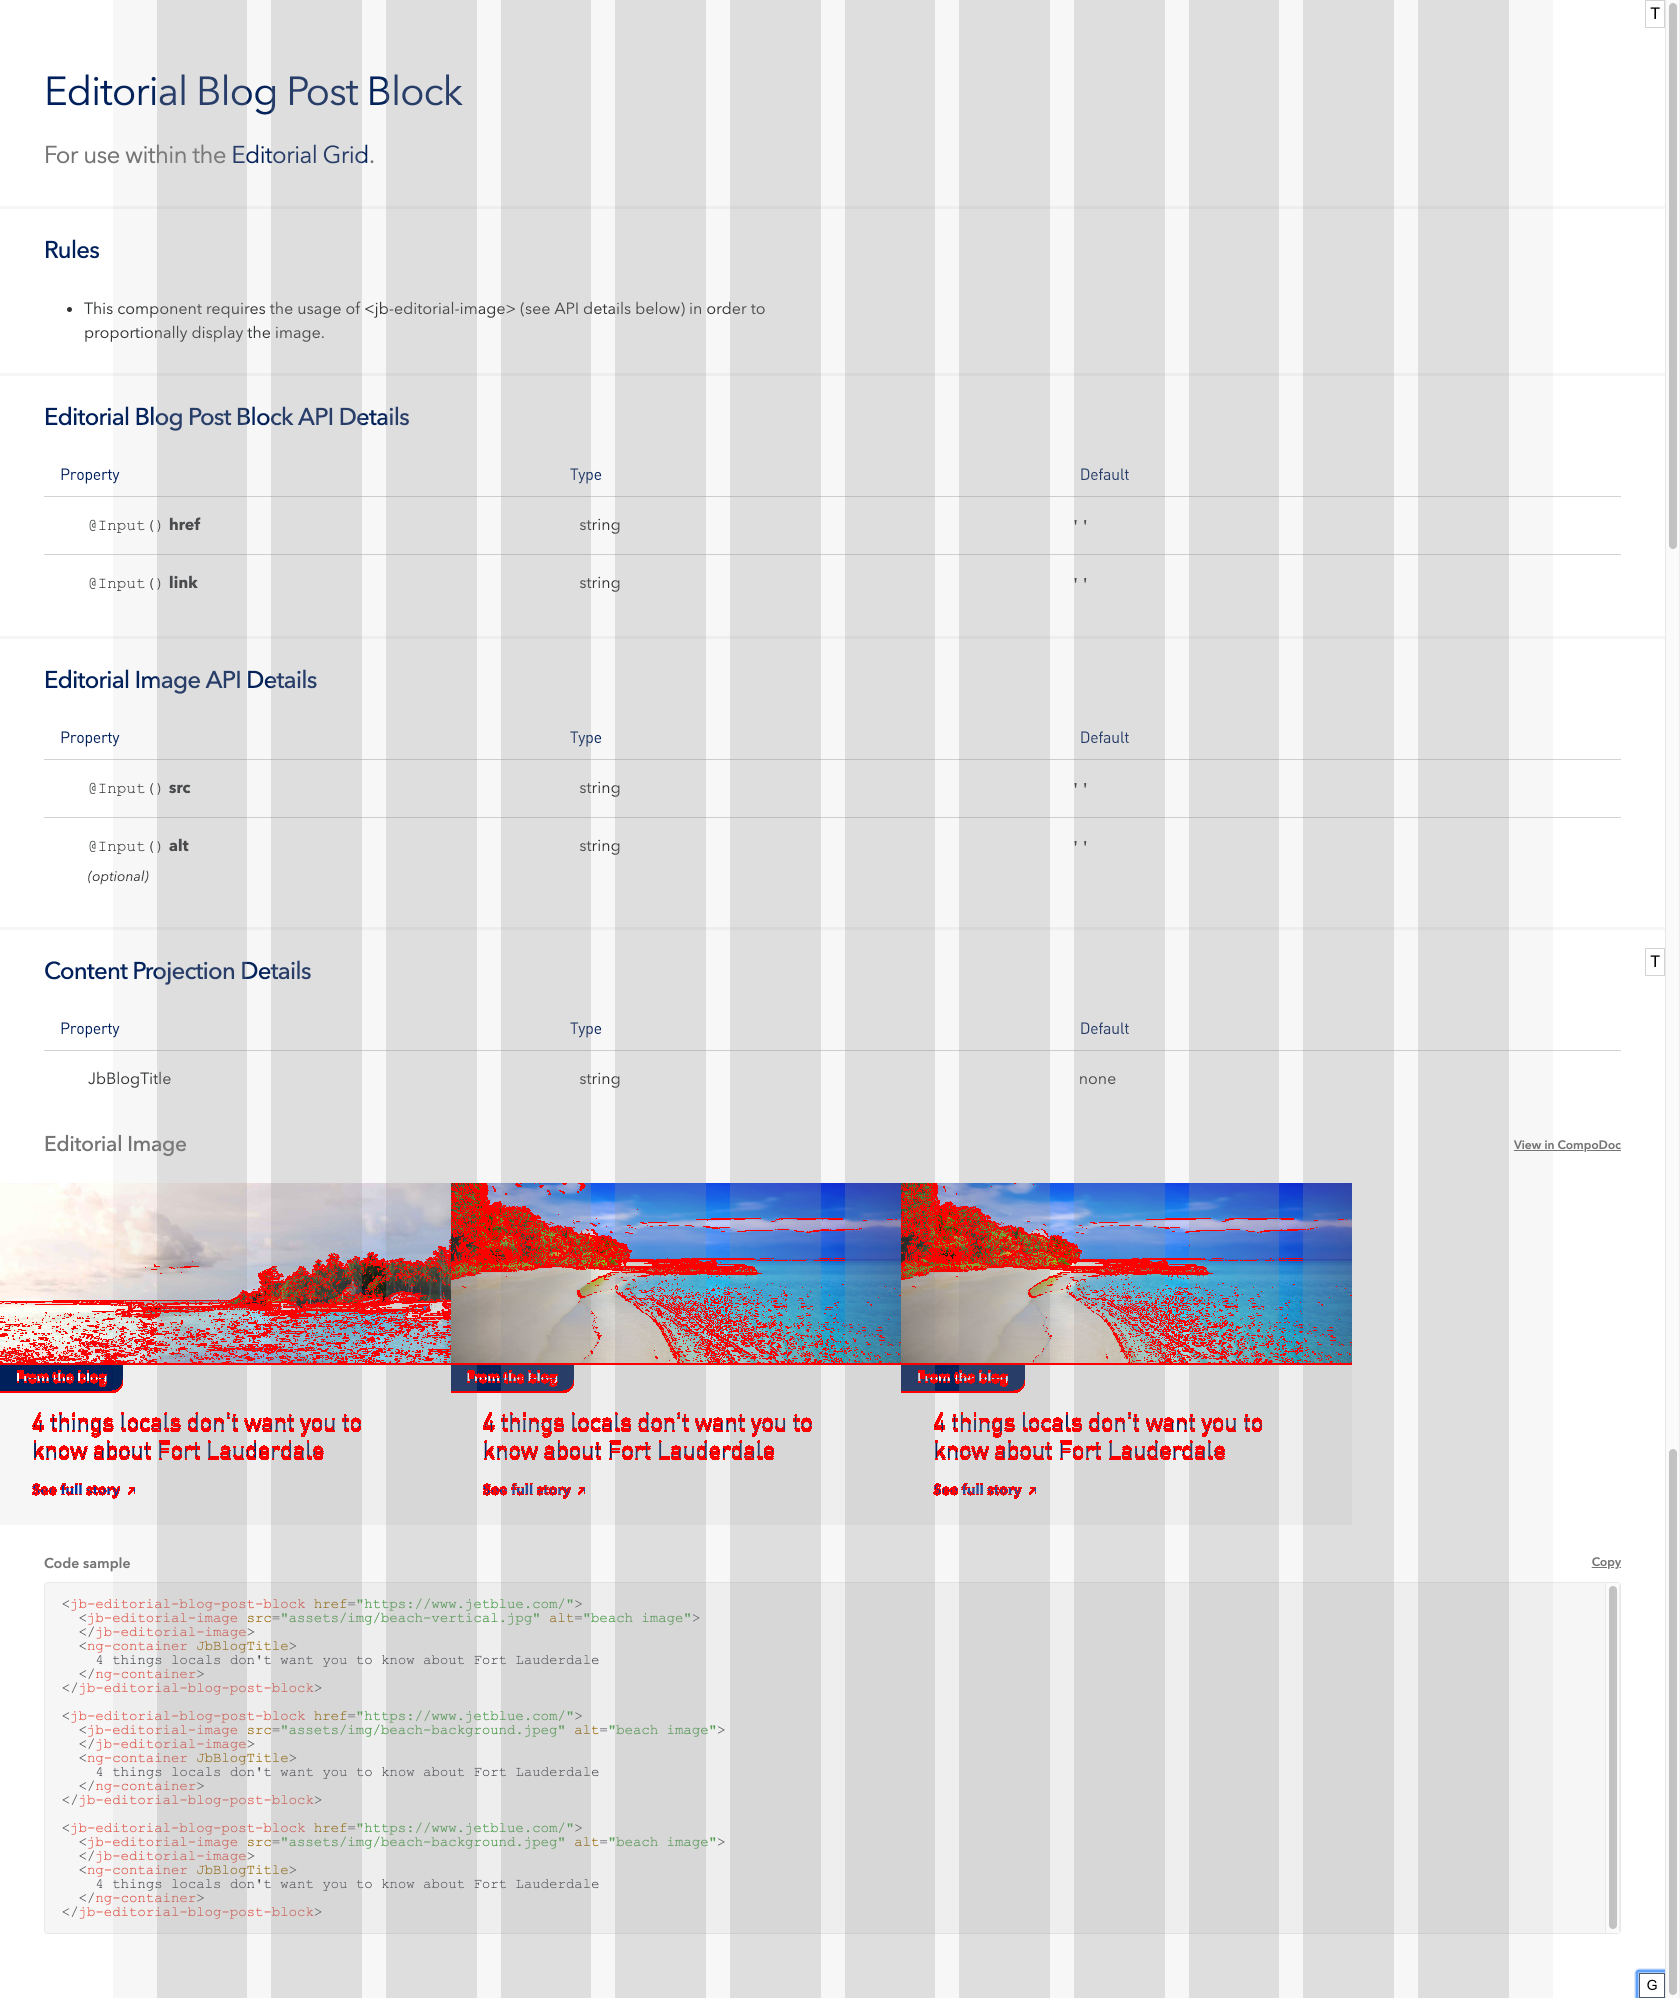 T
Editorial Blog Post Block
For use within the Editorial Grid.
Rules
• This component requires the usage of <jb-editorial-image> (see API details below) in order to
proportionally display the image.
Editorial Blog Post Block API Details
Property Type Default
@Input() href string ''
@Input() link string ''
Editorial Image API Details
Property Type Default
@Input() src string ''
@Input() alt string ''
(optional)
Content Projection Details
T
Property Type Default
JbBlogTitle string none
Editorial Image View in CompoDoc
From the blog From the blog From the blog
4 things locals don't want you to 4 things locals don't want you to 4 things locals don't want you to
know about Fort Lauderdale know about Fort Lauderdale know about Fort Lauderdale
See full story See full story See full story
Code sample Copy
<jb-editorial-blog-post-block href="https://www.jetblue.com/">
<jb-editorial-image src="assets/img/beach-vertical.jpg" alt="beach image">
</jb-editorial-image>
<ng-container JbBlogTitle>
4 things locals don't want you to know about Fort Lauderdale
</ng-container>
</jb-editorial-blog-post-block>
<jb-editorial-blog-post-block href="https://www.jetblue.com/">
<jb-editorial-image src="assets/img/beach-background.jpeg" alt="beach image">
</jb-editorial-image>
<ng-container JbBlogTitle>
4 things locals don't want you to know about Fort Lauderdale
</ng-container>
</jb-editorial-blog-post-block>
<jb-editorial-blog-post-block href="https://www.jetblue.com/">
<jb-editorial-image src="assets/img/beach-background.jpeg" alt="beach image">
</jb-editorial-image>
<ng-container JbBlogTitle>
4 things locals don't want you to know about Fort Lauderdale
</ng-container>
</jb-editorial-blog-post-block>
G